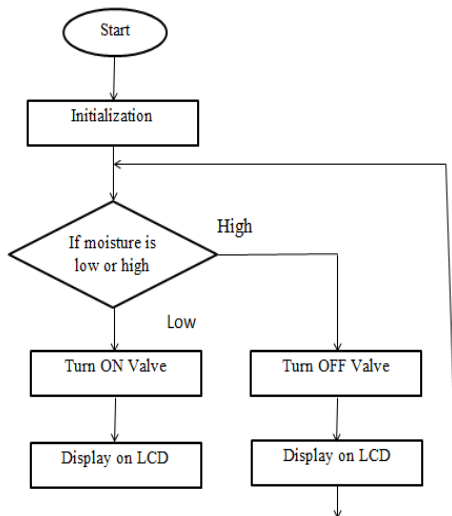 Start
Initialization
High
If moisture is
low or high
Low
Turn ON Valve
Turn OFF Valve
Display on LCD
Display on LCD